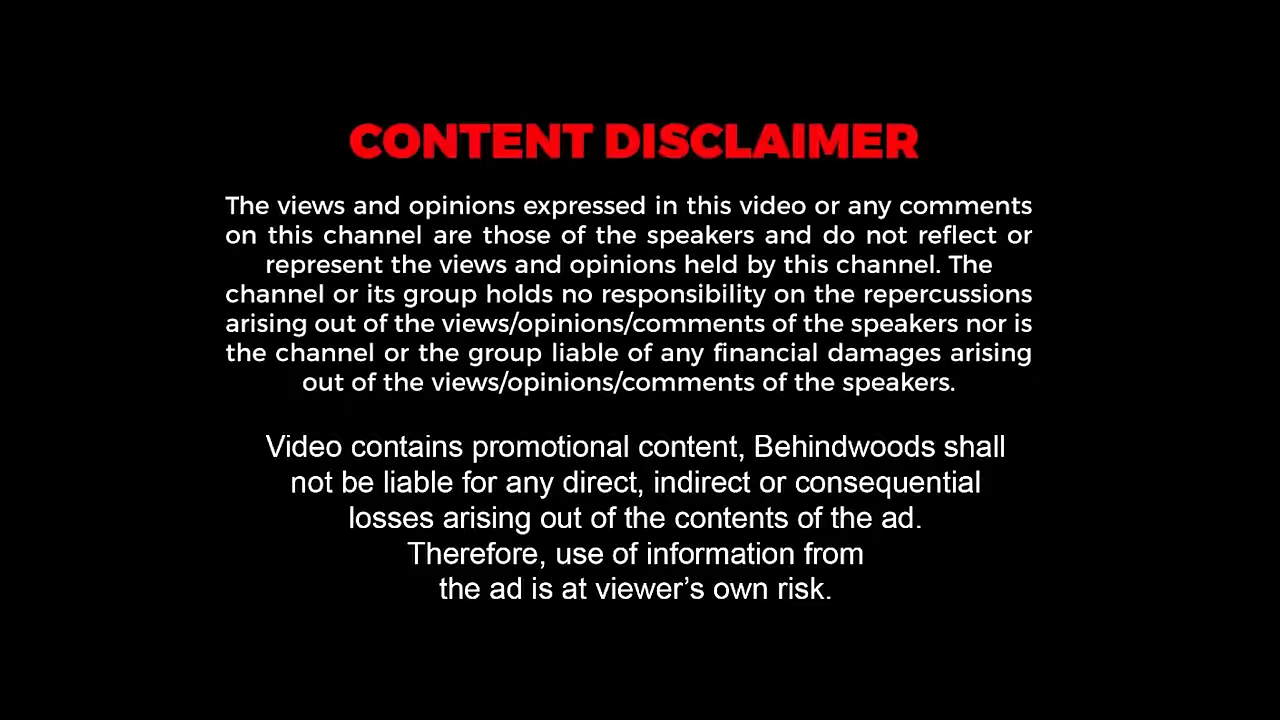 CONTENT DISCLAIMER
The views and opinions expressed in this video or any comments
on this channel are those of the speakers and do not reflect or
represent the views and opinions held by this channel. The
channel or its group holds no responsibility on the repercussions
arising out of the views/opinions/comments of the speakers nor is
the channel or the group liable of any financial damages arising
out of the views/opinions/comments of the speakers.
Video contains promotional content, Behindwoods shall
not be liable for any direct, indirect or consequential
losses arising out of the contents of the ad.
Therefore, use of information from
the ad is at viewer’s own risk.